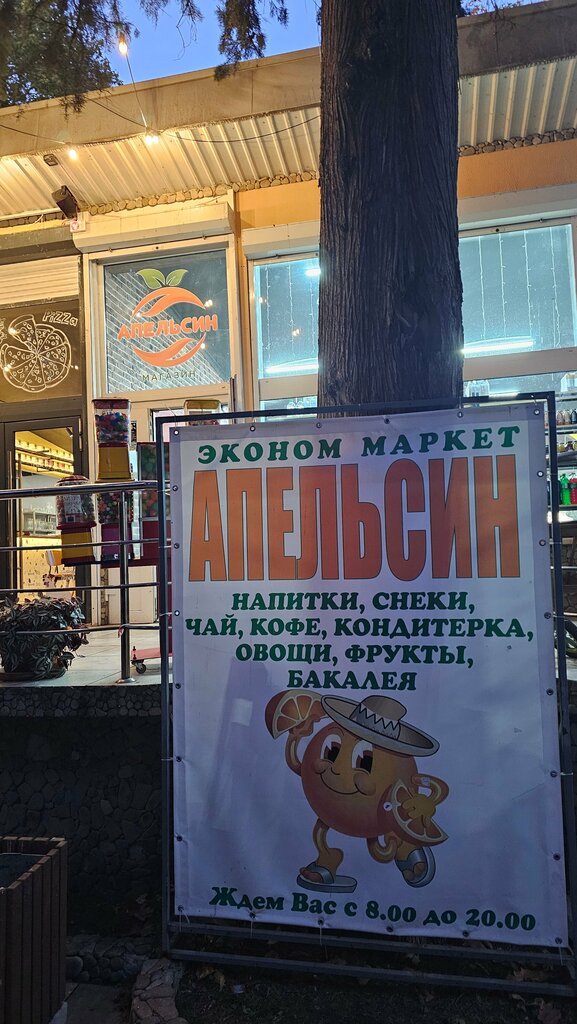 PiZZa
АПЕЛЬСИН
МАГАЗИН
ЭКОНОМ МАРКЕТ
АПЕЛЬСИН
НАПИТКИ, СНЕКИ,
ЧАЙ, КОФЕ, КОНДИТЕРКА,
ОВОЩИ, ФРУКТЫ,
БАКАЛЕЯ
Ждем Вас с 8.00 до 20.00